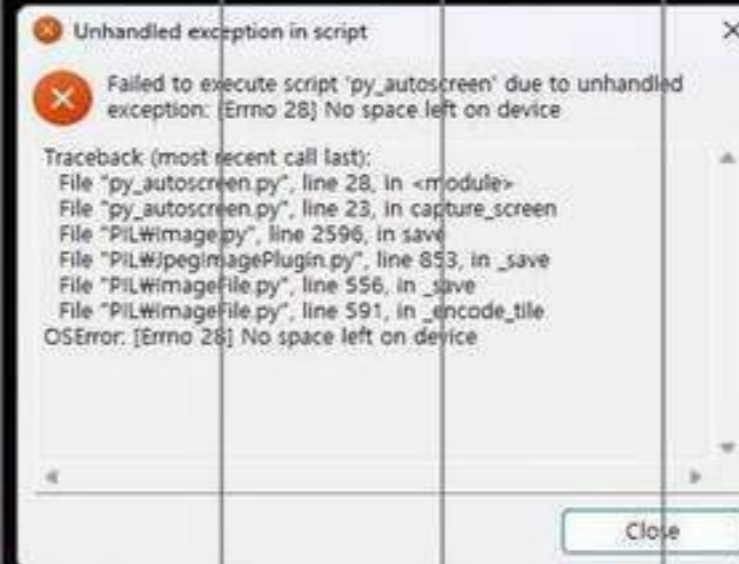 Unhandled exception in script
Failed to execute script 'py_autoscreen' due to unhandled
exception: [Errno 28] No space left on device
Traceback (most recent call last):
File "py_autoscreen.py", line 28, in <module>
File "py_autoscreen.py", line 23, in capture_screen
File "PIL₩Image.py", line 2596, in save
File "PIL₩JpegImagePlugin.py", line 853, in _save
File "PIL₩ImageFile.py", line 556, in _save
File "PIL₩ImageFile.py", line 591, in _encode_tile
OSError: [Errno 28] No space left on device
Close